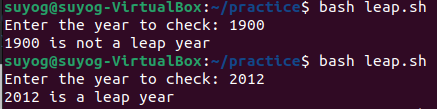 suyog@suyog-VirtualBox:~/practice$ bash leap.sh
Enter the year to check: 1900
1900 is not a leap year
suyog@suyog-VirtualBox:~/practice$ bash leap.sh
Enter the year to check: 2012
2012 is a leap year